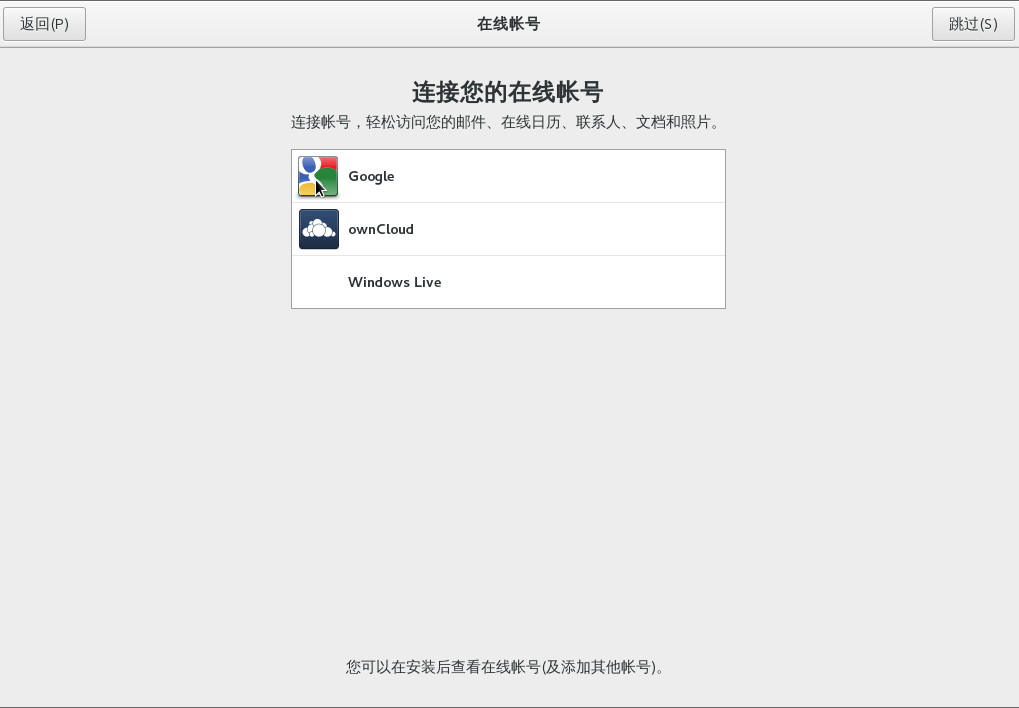 返回(P)
在线帐号
跳过(S)
连接您的在线帐号
连接帐号，轻松访问您的邮件、在线日历、联系人、文档和照片。
Google
ownCloud
Windows Live
您可以在安装后查看在线帐号(及添加其他帐号)。